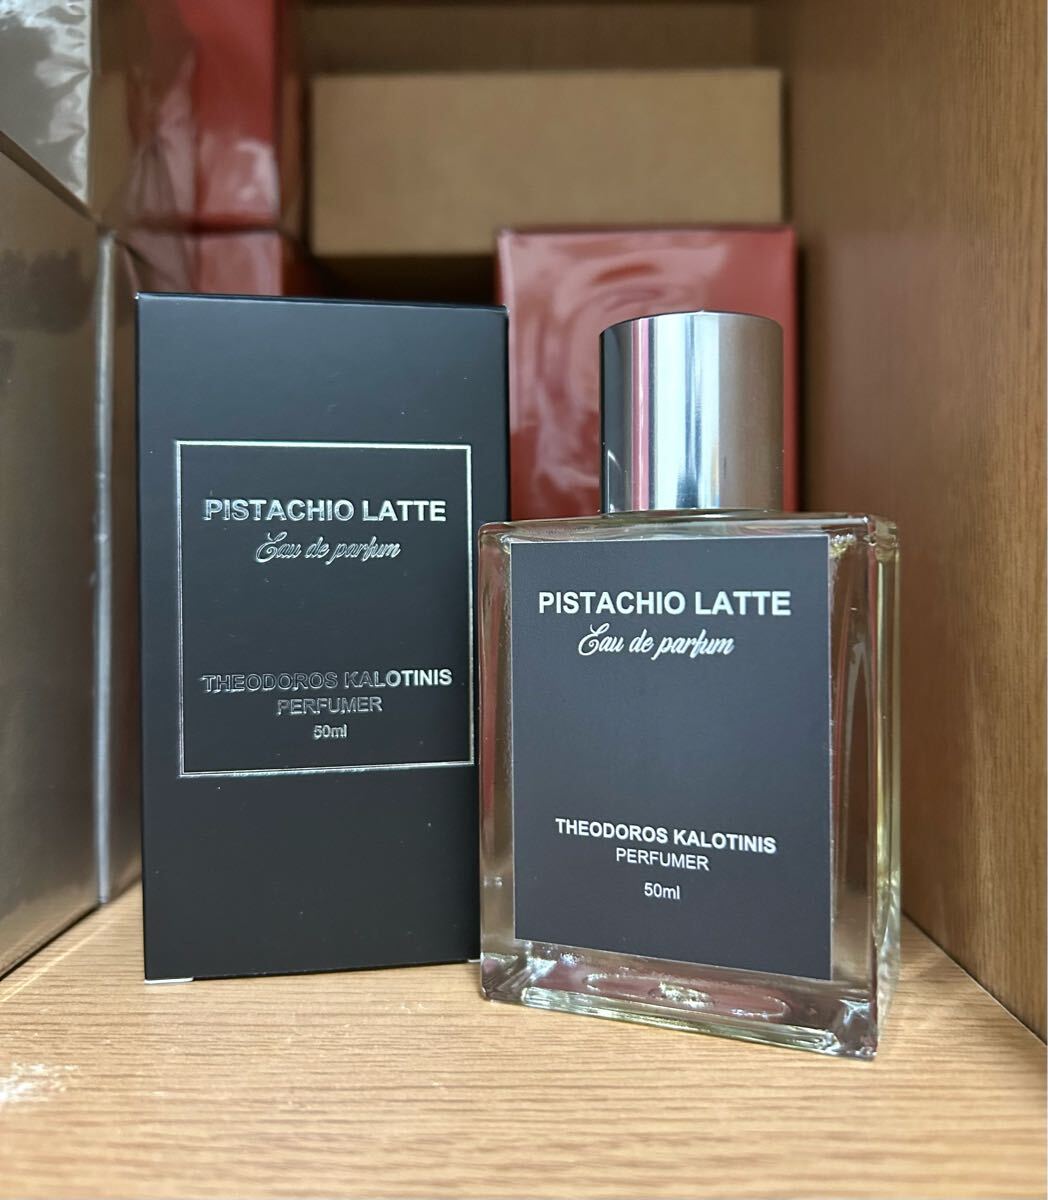 PISTACHIO LATTE
Eau de parfum
THEODOROS KALOTINIS
PERFUMER
50ml
PISTACHIO LATTE
Eau de parfum
THEODOROS KALOTINIS
PERFUMER
50ml